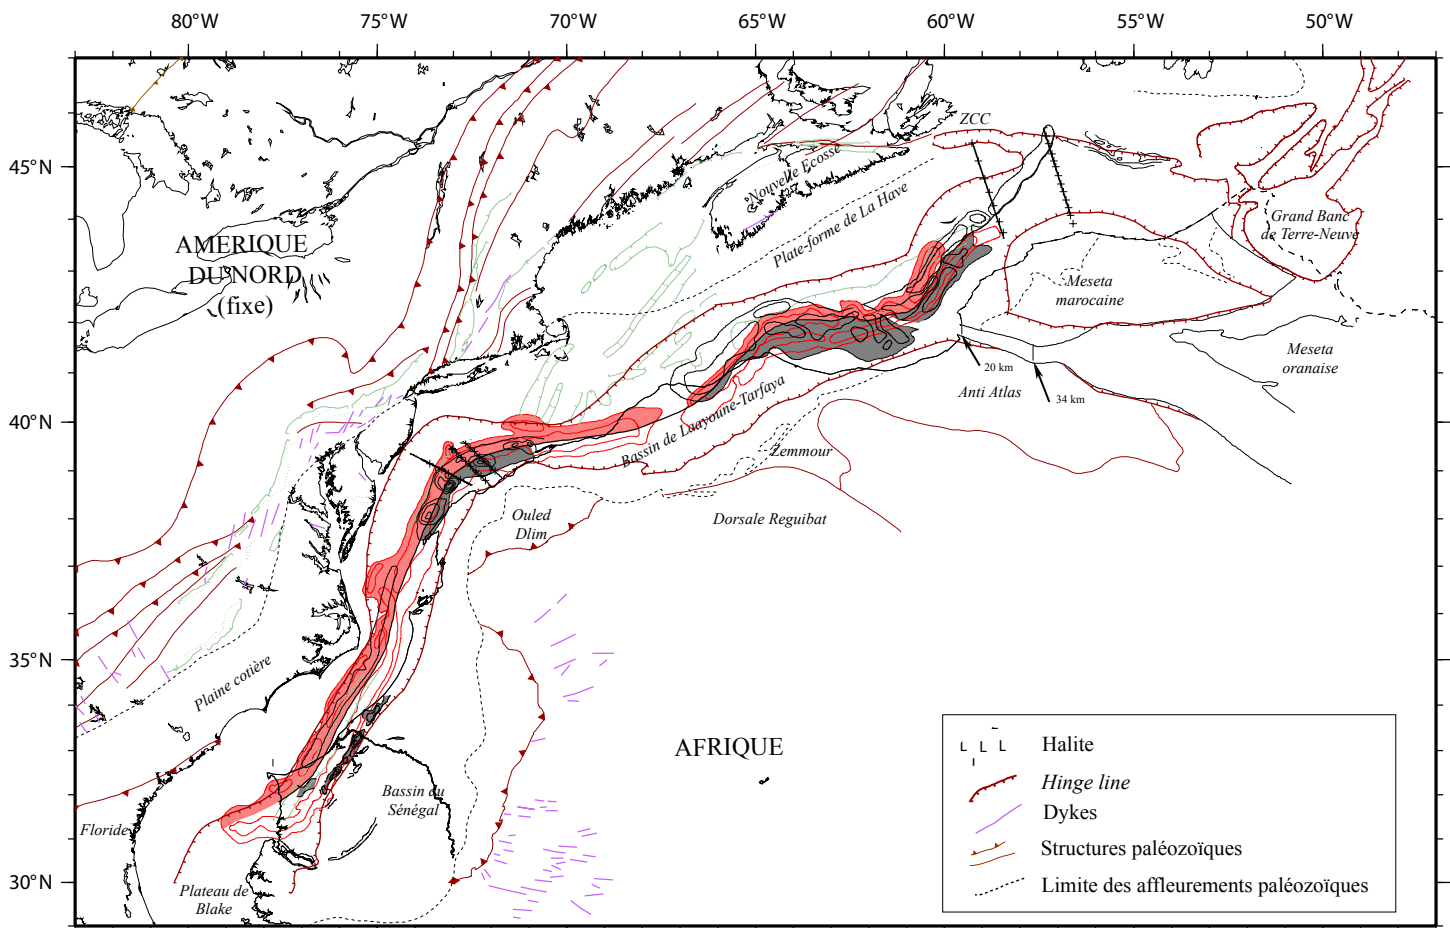 80°W 75°W 70°W 65°W 60°W 55°W 50°W
45°N
40°N
35°N
30°N
ZCC
Nouvelle Ecosse
Plate-forme de La Have
Grand Banc
de Terre-Neuve
AMERIQUE
DU NORD
(fixe)
Meseta
marocaine
Meseta
oranaise
20 km
Anti Atlas
34 km
Bassin de Laayoune-Tarfaya
Zemmour
Ouled
Dlim
Dorsale Reguibat
Plaine cotière
AFRIQUE
Bassin du
Sénégal
Floride
Plateau de
Blake
L L L L Halite
Hinge line
Dykes
Structures paléozoïques
Limite des affleurements paléozoïques